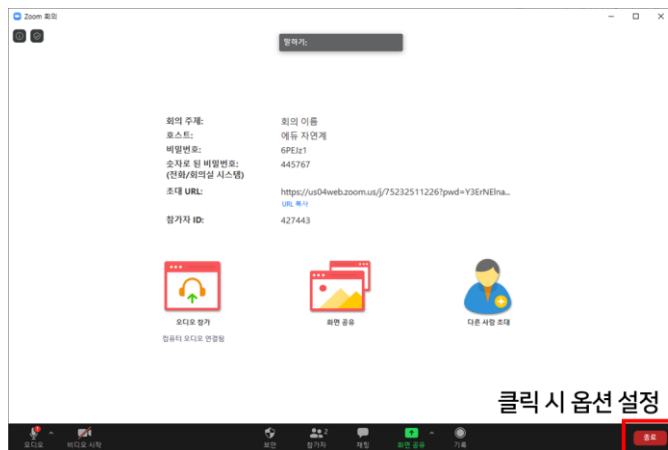 Zoom 회의
말하기:
회의 주제: 회의 이름
호스트: 에듀 자연계
비밀번호: 6PEJz1
숫자로 된 비밀번호: 445767
(전화/회의실 시스템)
초대 URL: https://us04web.zoom.us/j/75232511226?pwd=Y3ErNElna...
URL 복사
참가자 ID: 427443
오디오 참가 화면 공유 다른 사람 초대
컴퓨터 오디오 연결됨
클릭 시 옵션 설정
오디오 비디오 시작 보안 참가자 2 채팅 화면 공유 기록 종료